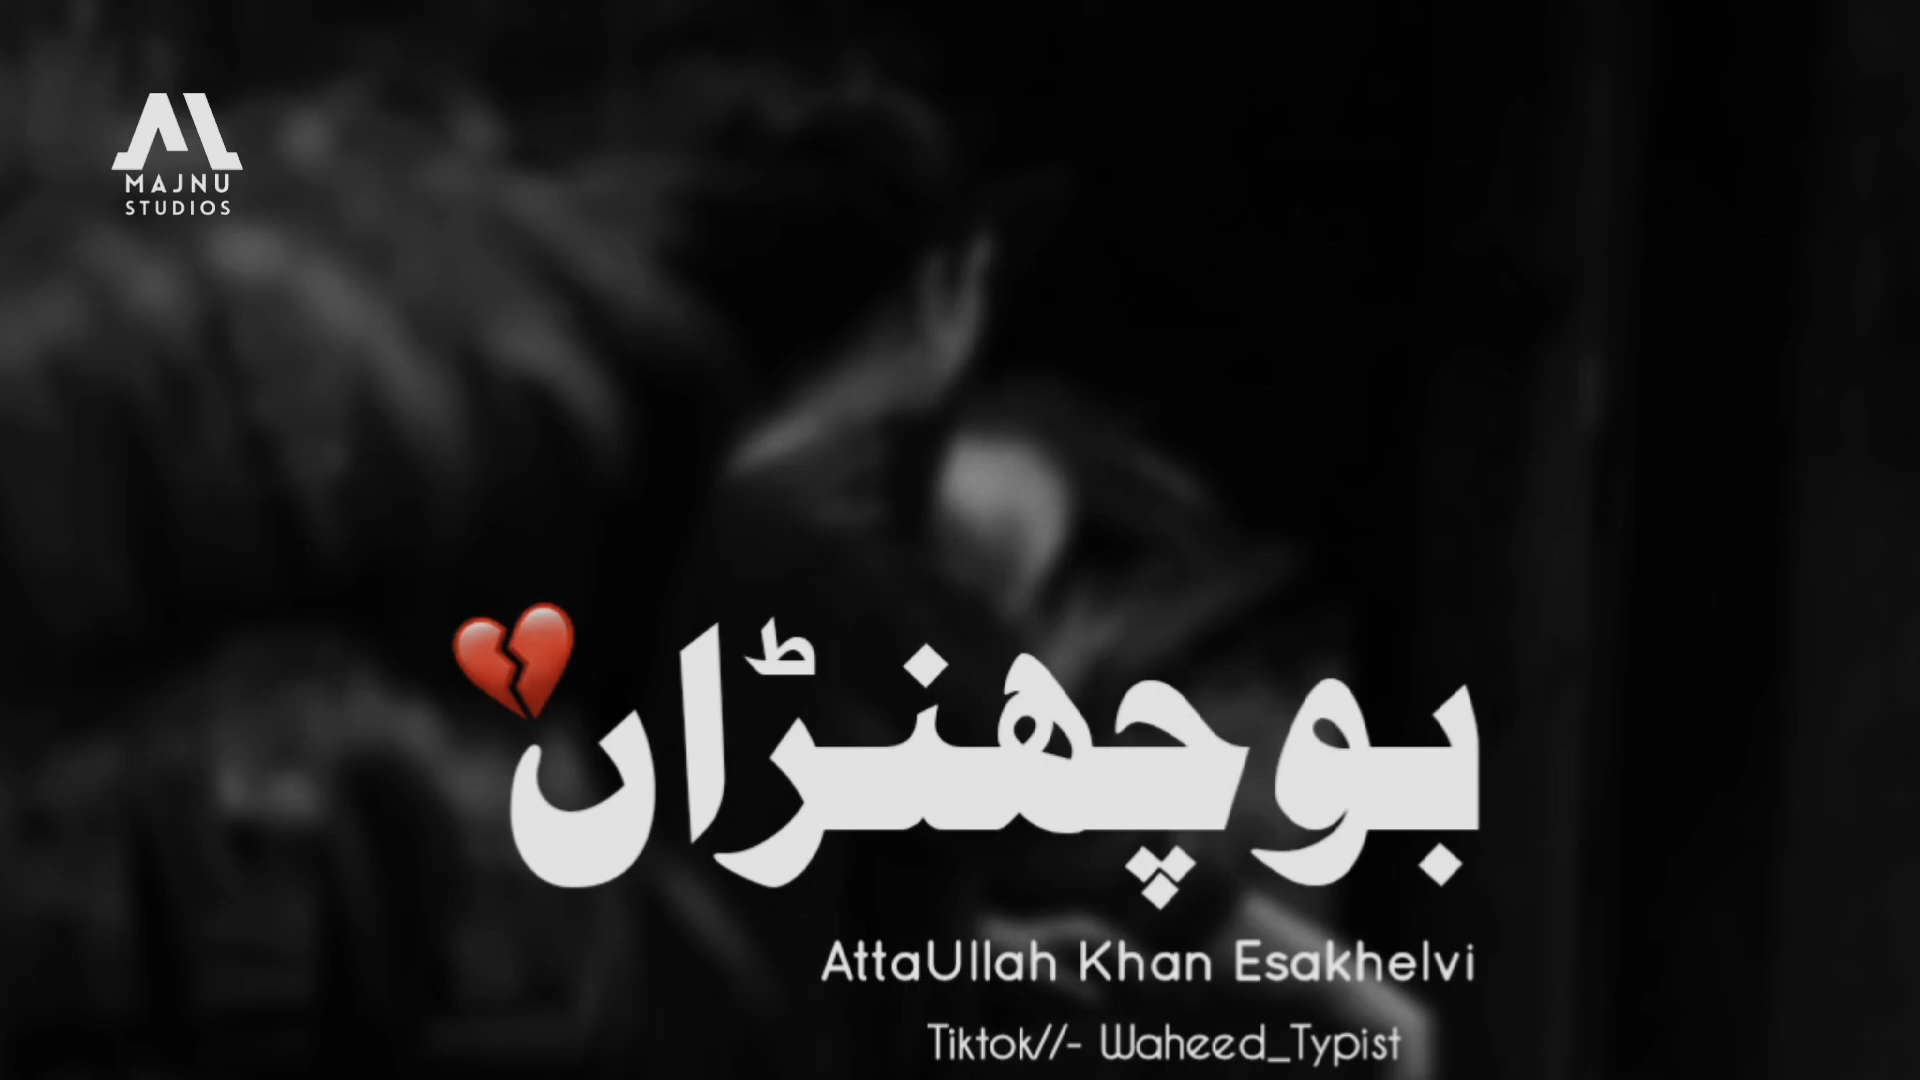 MAJNU
STUDIOS
بوچھنڑاں 💔
AttaUllah Khan Esakhelvi
Tiktok//- Waheed_Typist